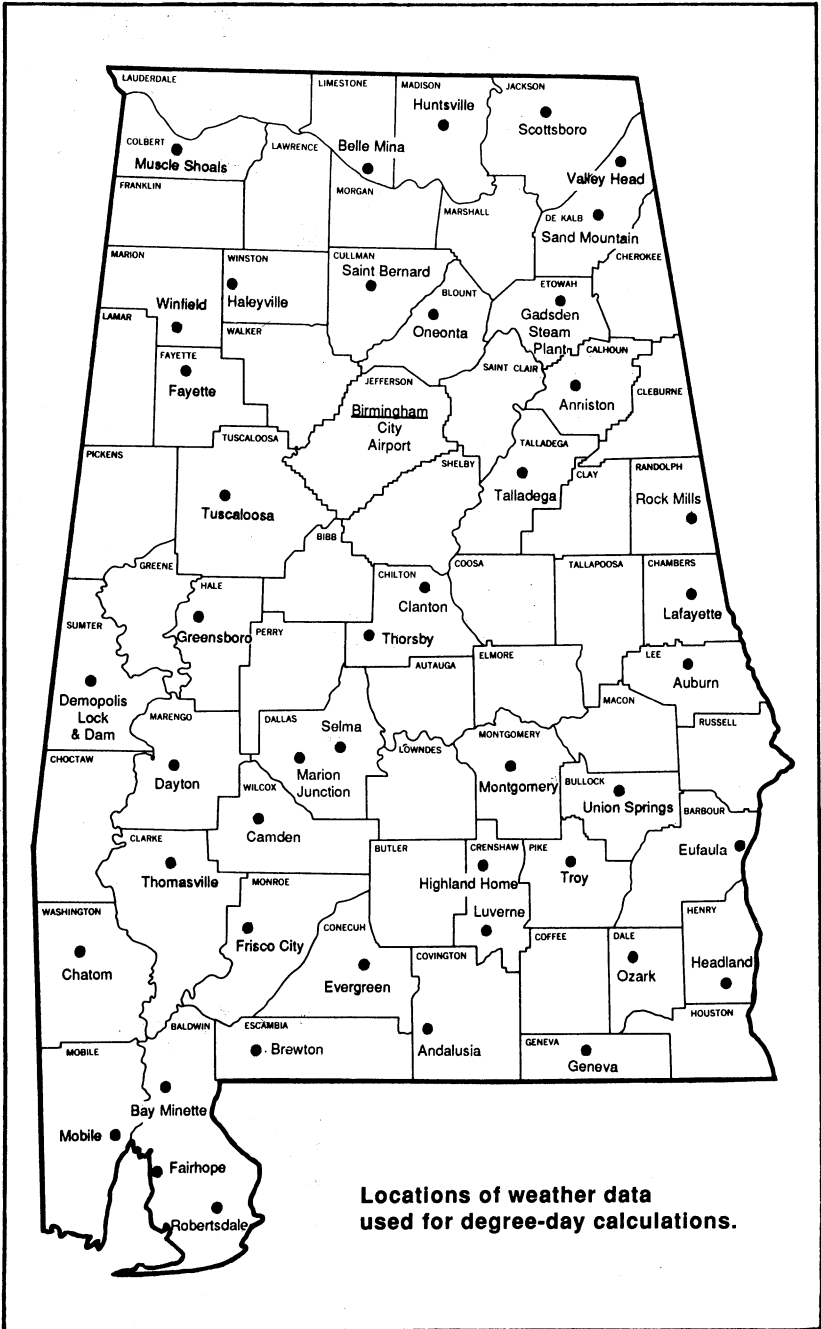 LAUDERDALE
LIMESTONE
MADISON
Huntsville
JACKSON
Scottsboro
COLBERT
Muscle Shoals
LAWRENCE
Belle Mina
Valley Head
FRANKLIN
MORGAN
MARSHALL
DE KALB
Sand Mountain
MARION
WINSTON
Haleyville
CULLMAN
Saint Bernard
CHEROKEE
Winfield
BLOUNT
Oneonta
ETOWAH
Gadsden
Steam
Plant
LAMAR
WALKER
FAYETTE
Fayette
JEFFERSON
Birmingham
City
Airport
SAINT CLAIR
CALHOUN
Anniston
CLEBURNE
PICKENS
TUSCALOOSA
Tuscaloosa
SHELBY
TALLADEGA
Talladega
CLAY
RANDOLPH
Rock Mills
BIBB
GREENE
HALE
Greensboro
CHILTON
Clanton
Thorsby
COOSA
TALLAPOOSA
CHAMBERS
Lafayette
SUMTER
Demopolis
Lock
& Dam
PERRY
AUTAUGA
ELMORE
LEE
Auburn
MACON
RUSSELL
MARENGO
Dayton
DALLAS
Selma
Marion
Junction
LOWNDES
MONTGOMERY
Montgomery
BULLOCK
Union Springs
CHOCTAW
WILCOX
Camden
BARBOUR
Eufaula
CLARKE
Thomasville
BUTLER
CRENSHAW
Highland Home
Luverne
PIKE
Troy
WASHINGTON
Chatom
MONROE
Frisco City
CONECUH
Evergreen
COVINGTON
Andalusia
COFFEE
DALE
Ozark
HENRY
Headland
HOUSTON
MOBILE
Mobile
BALDWIN
Bay Minette
ESCAMBIA
Brewton
GENEVA
Geneva
Fairhope
Robertsdale
Locations of weather data
used for degree-day calculations.